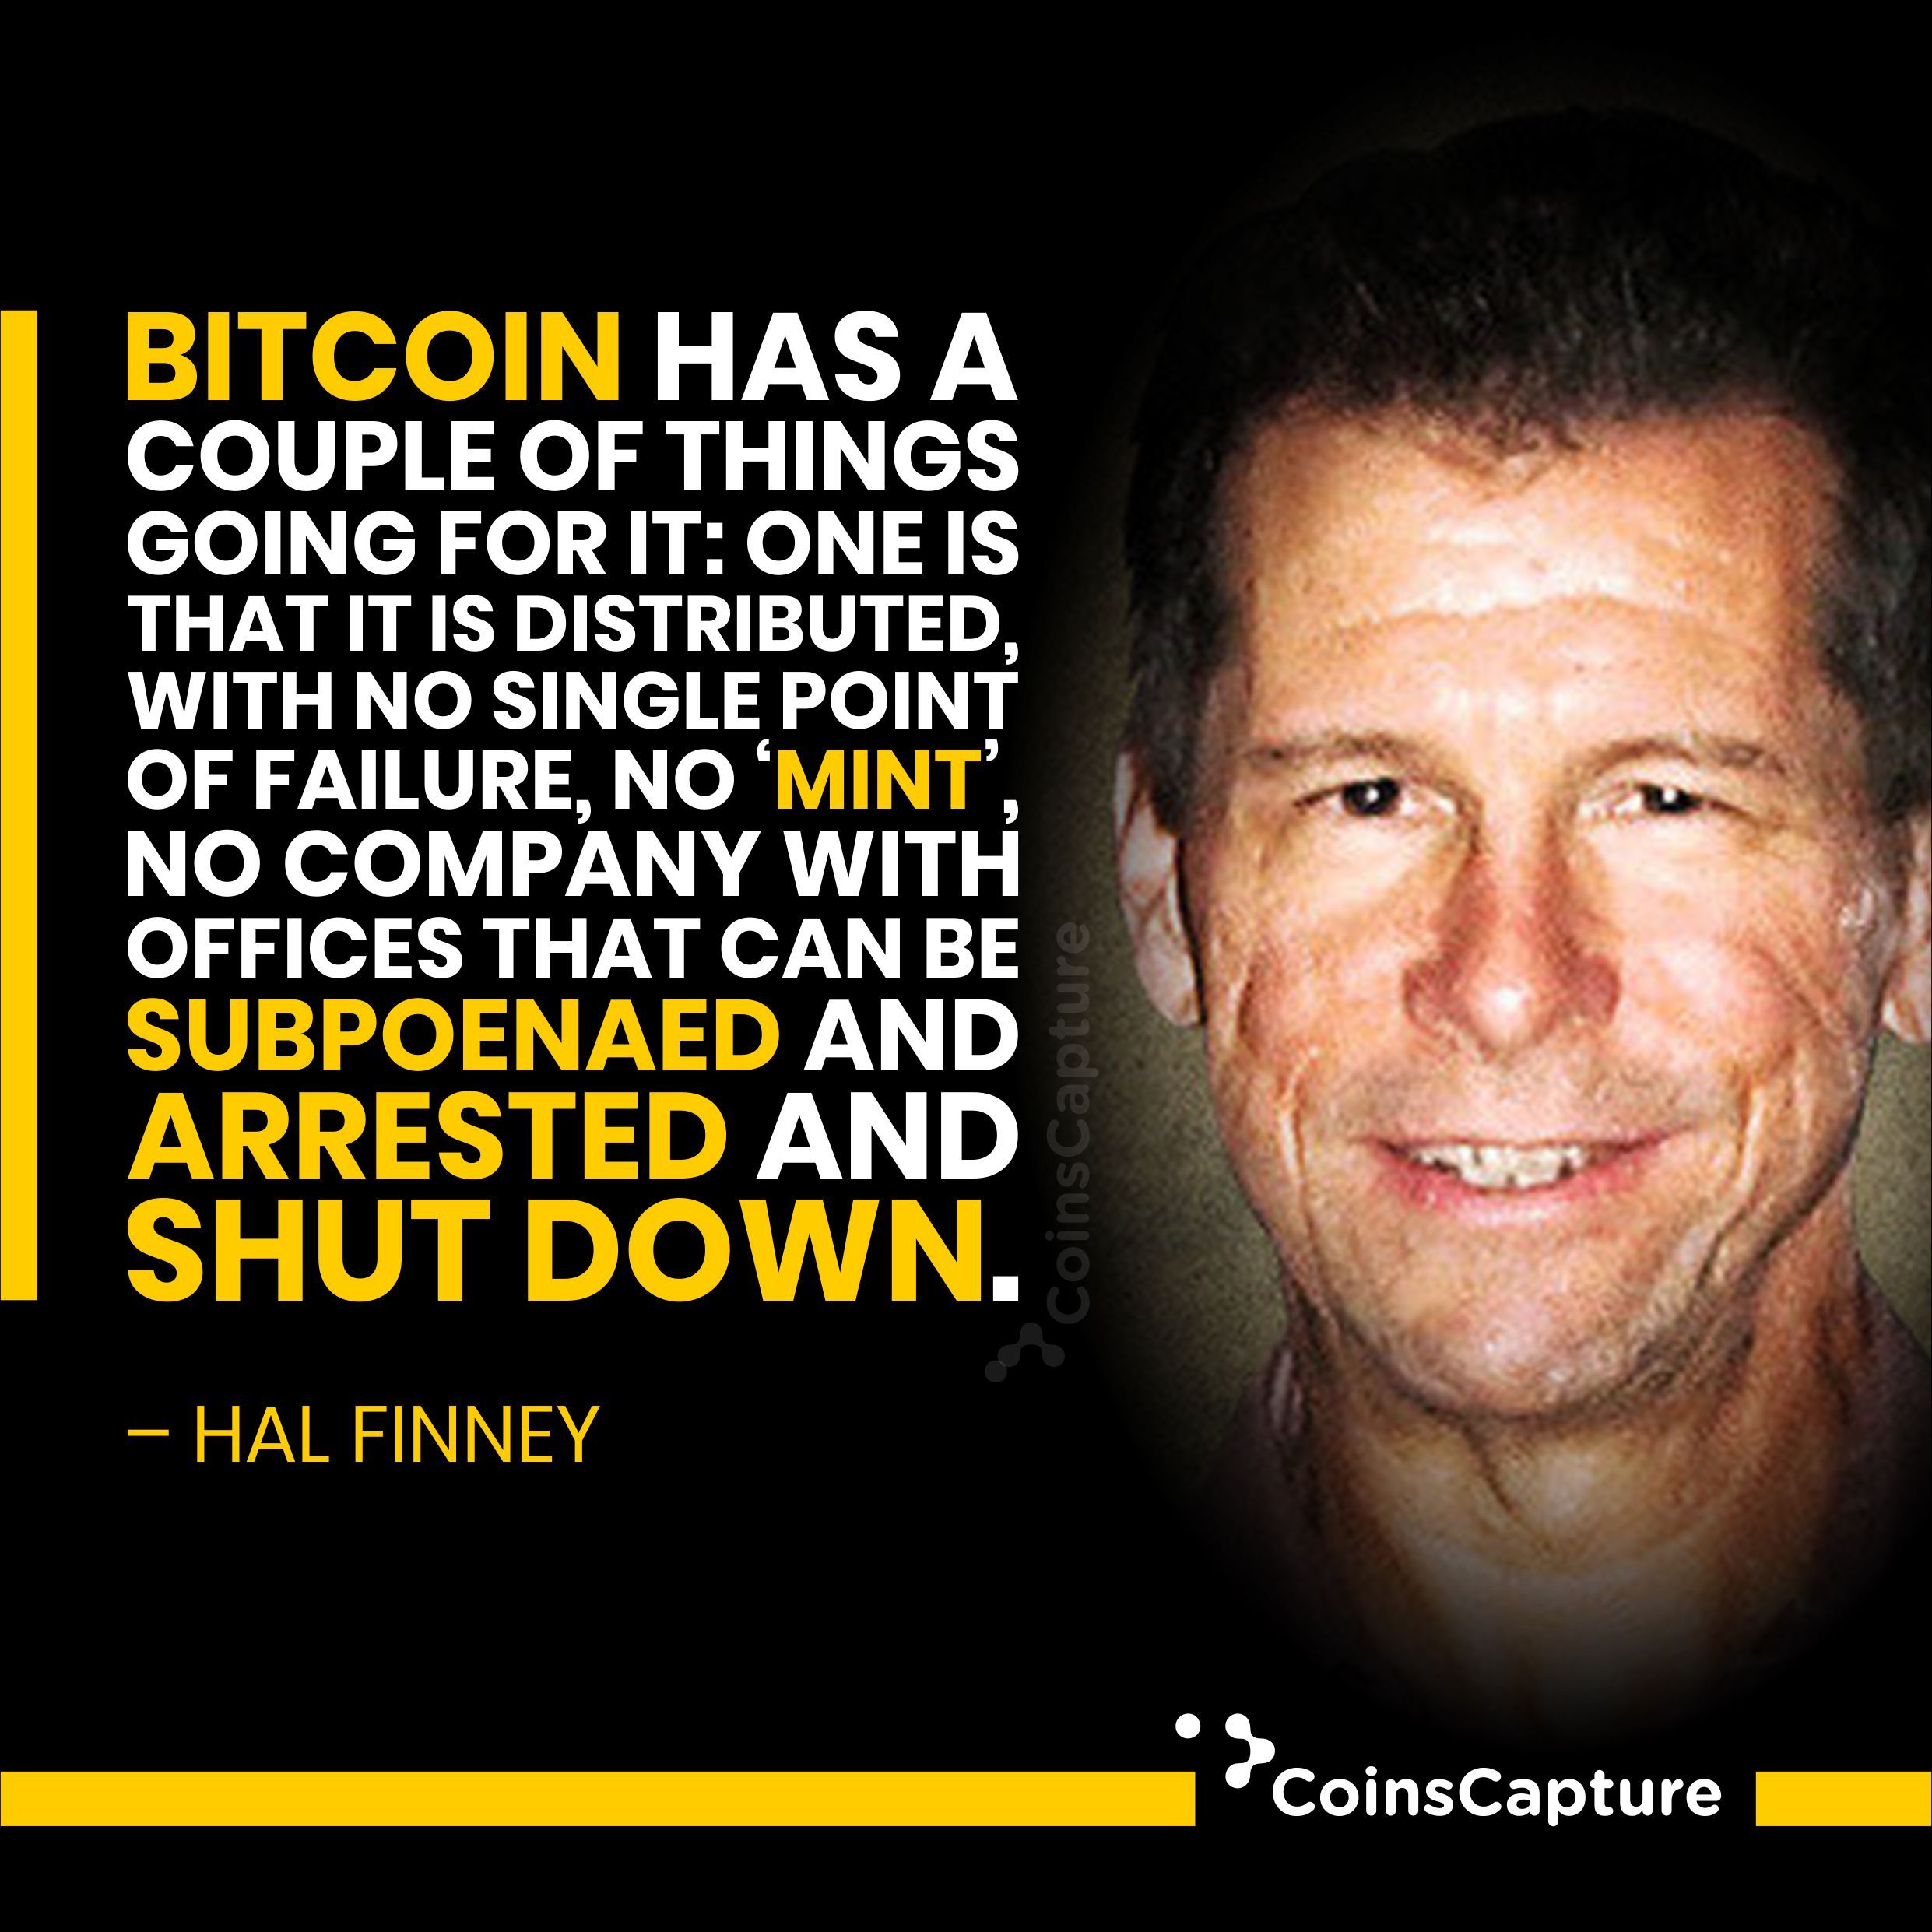 BITCOIN HAS A
COUPLE OF THINGS
GOING FOR IT: ONE IS
THAT IT IS DISTRIBUTED,
WITH NO SINGLE POINT
OF FAILURE, NO ‘MINT’ ,
NO COMPANY WITH
OFFICES THAT CAN BE
SUBPOENAED AND
ARRESTED AND
SHUT DOWN.
– HAL FINNEY
CoinsCapture
CoinsCapture